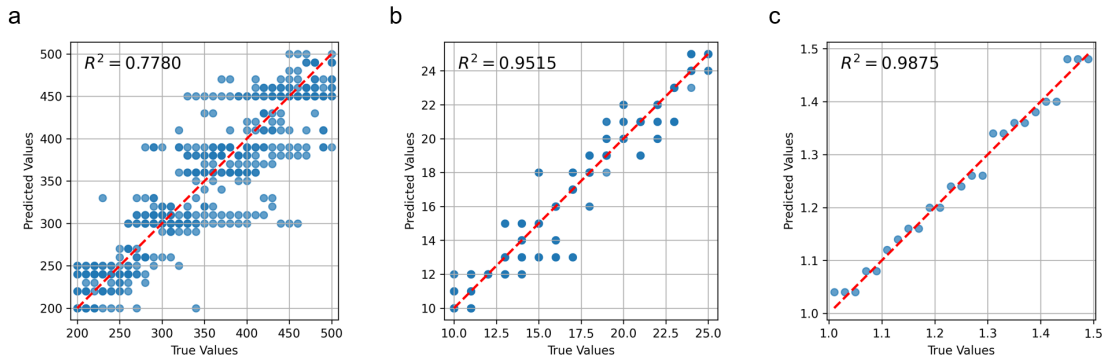 a
R² = 0.7780
500
450
400
350
300
250
200
200 250 300 350 400 450 500
True Values
Predicted Values
b
R² = 0.9515
24
22
20
18
16
14
12
10
10.0 12.5 15.0 17.5 20.0 22.5 25.0
True Values
Predicted Values
c
R² = 0.9875
1.5
1.4
1.3
1.2
1.1
1.0
1.0 1.1 1.2 1.3 1.4 1.5
True Values
Predicted Values